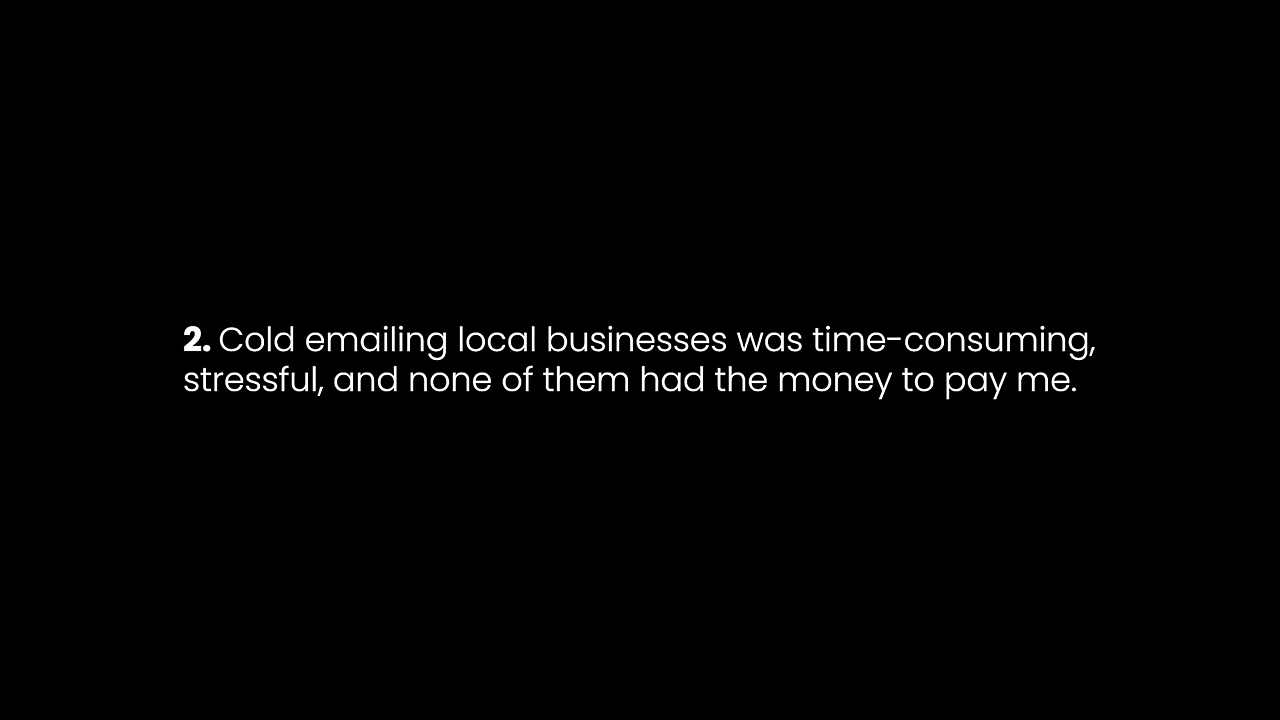 2. Cold emailing local businesses was time-consuming,
stressful, and none of them had the money to pay me.